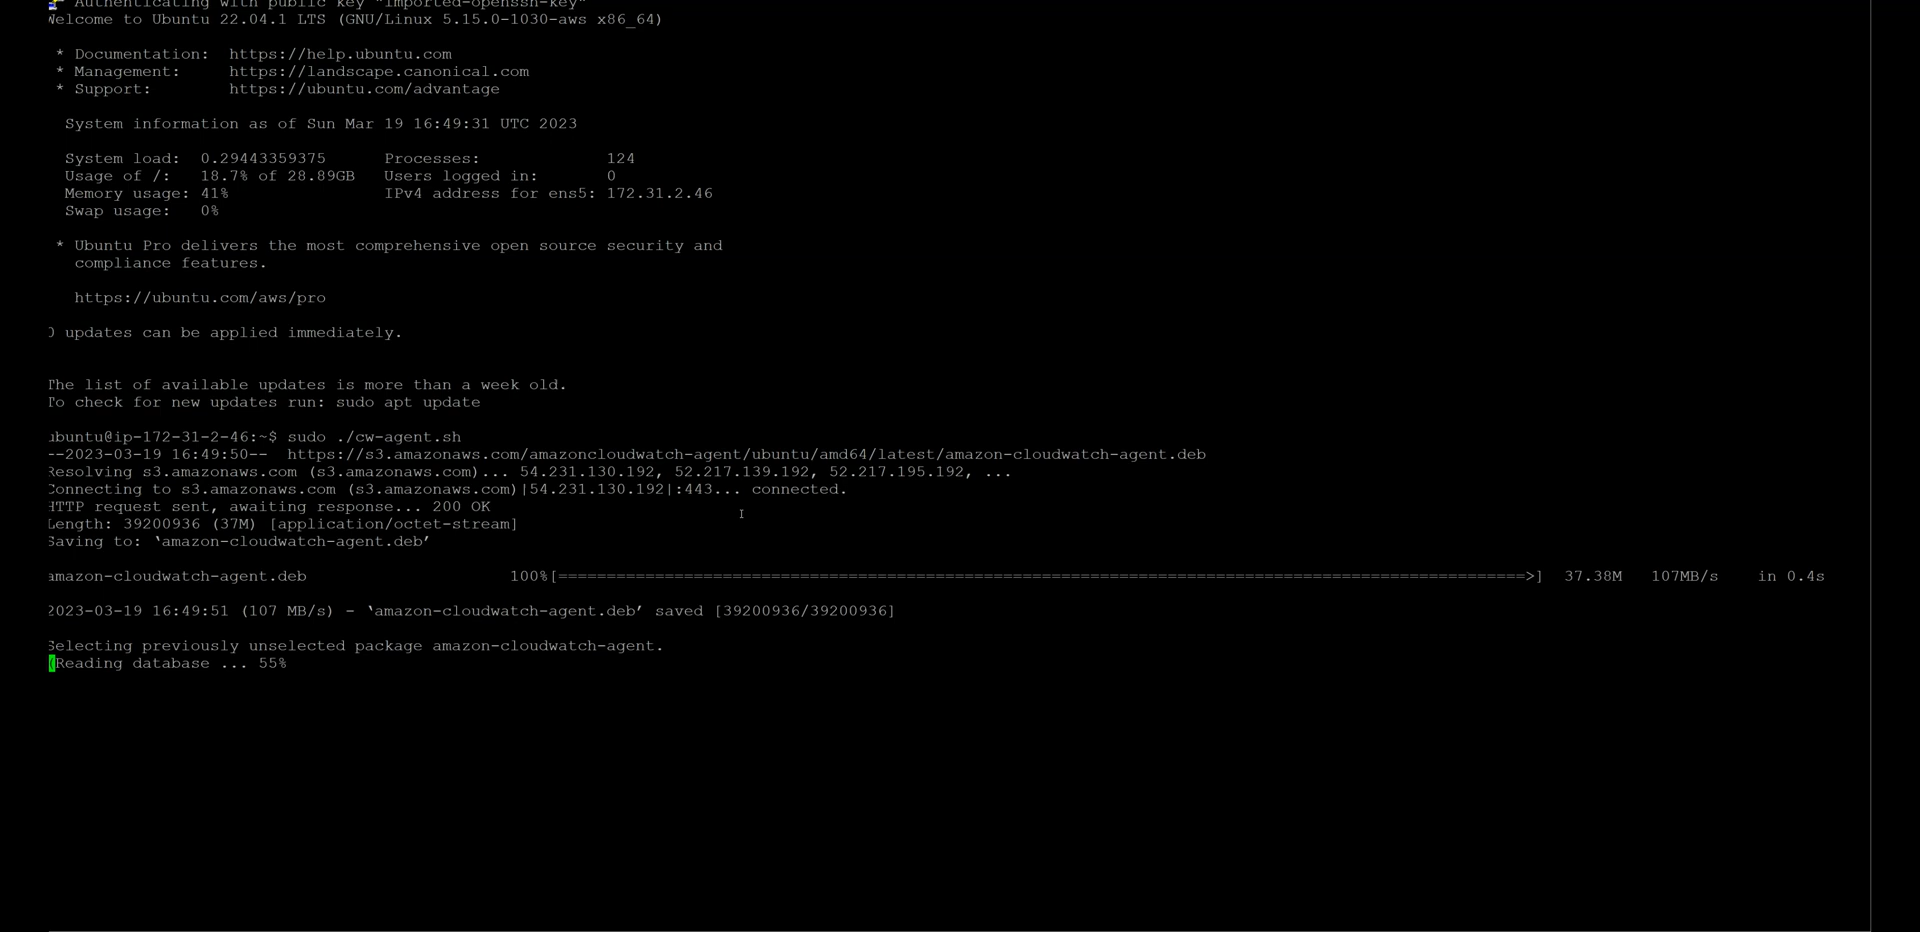 Authenticating with public key "imported-openssh-key"
Welcome to Ubuntu 22.04.1 LTS (GNU/Linux 5.15.0-1030-aws x86_64)
* Documentation:  https://help.ubuntu.com
* Management:     https://landscape.canonical.com
* Support:        https://ubuntu.com/advantage
System information as of Sun Mar 19 16:49:31 UTC 2023
System load:  0.29443359375      Processes:             124
Usage of /:   18.7% of 28.89GB   Users logged in:       0
Memory usage: 41%                IPv4 address for ens5: 172.31.2.46
Swap usage:   0%
* Ubuntu Pro delivers the most comprehensive open source security and
compliance features.
https://ubuntu.com/aws/pro
0 updates can be applied immediately.
The list of available updates is more than a week old.
To check for new updates run: sudo apt update
ubuntu@ip-172-31-2-46:~$ sudo ./cw-agent.sh
--2023-03-19 16:49:50--  https://s3.amazonaws.com/amazoncloudwatch-agent/ubuntu/amd64/latest/amazon-cloudwatch-agent.deb
Resolving s3.amazonaws.com (s3.amazonaws.com)... 54.231.130.192, 52.217.139.192, 52.217.195.192, ...
Connecting to s3.amazonaws.com (s3.amazonaws.com)|54.231.130.192|:443... connected.
HTTP request sent, awaiting response... 200 OK
Length: 39200936 (37M) [application/octet-stream]
Saving to: ‘amazon-cloudwatch-agent.deb’
amazon-cloudwatch-agent.deb                     100%[====================================================================================================>]  37.38M   107MB/s    in 0.4s
2023-03-19 16:49:51 (107 MB/s) - ‘amazon-cloudwatch-agent.deb’ saved [39200936/39200936]
Selecting previously unselected package amazon-cloudwatch-agent.
(Reading database ... 55%